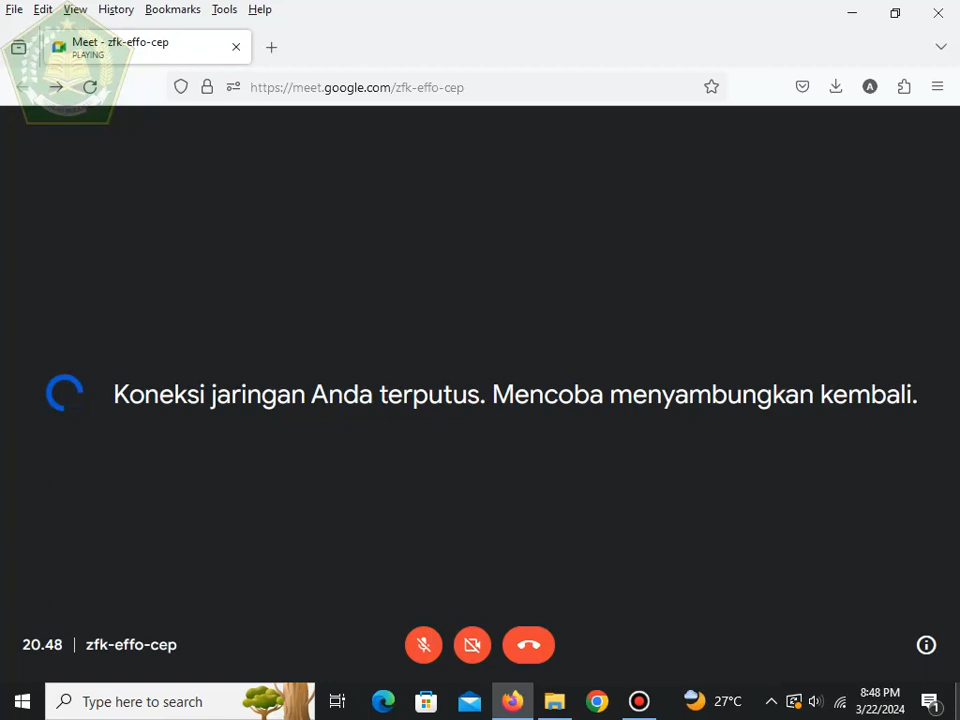 File Edit View History Bookmarks Tools Help
Meet - zfk-effo-cep
PLAYING
https://meet.google.com/zfk-effo-cep
A
Koneksi jaringan Anda terputus. Mencoba menyambungkan kembali.
20.48 | zfk-effo-cep
Type here to search
27°C
8:48 PM
3/22/2024
1